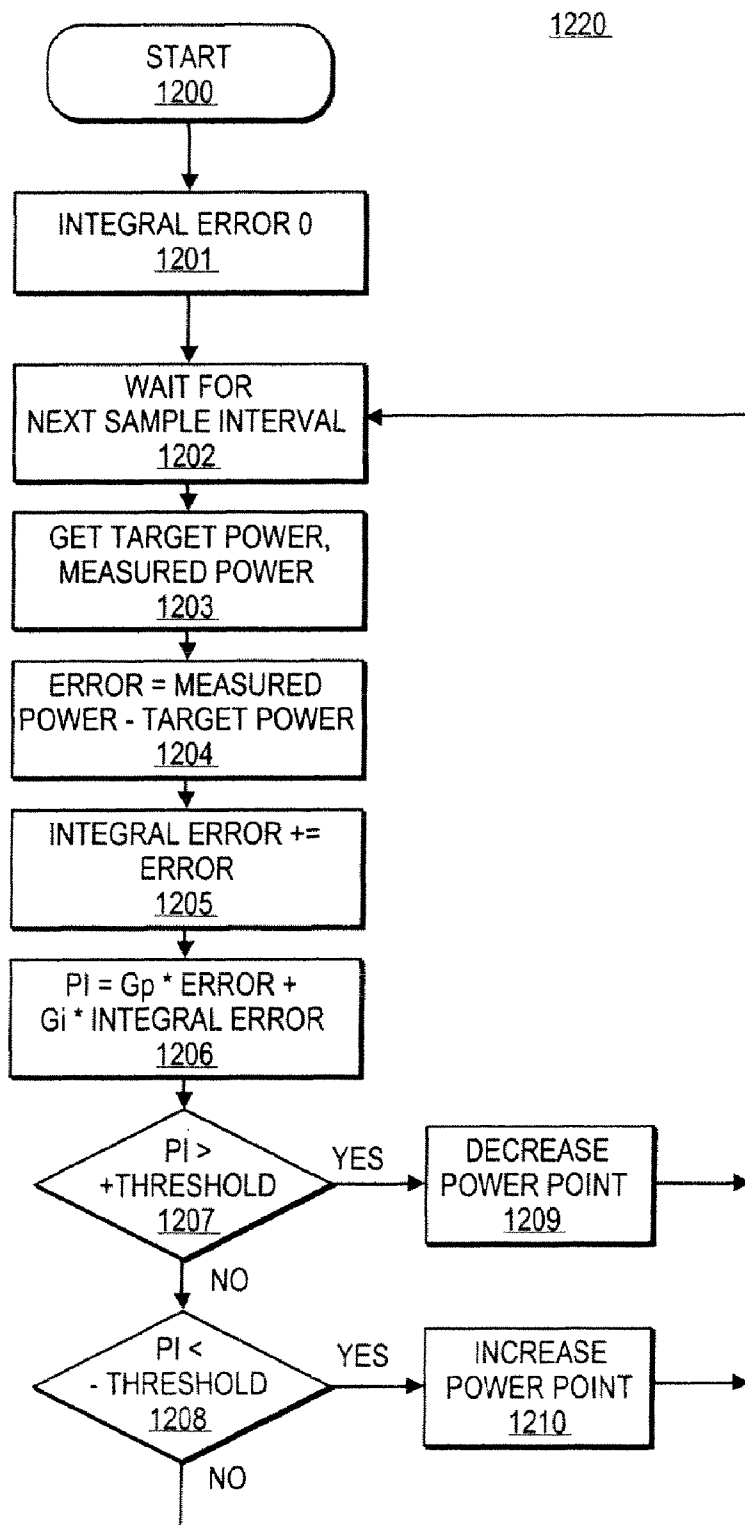 1220
START
1200
INTEGRAL ERROR 0
1201
WAIT FOR
NEXT SAMPLE INTERVAL
1202
GET TARGET POWER,
MEASURED POWER
1203
ERROR = MEASURED
POWER - TARGET POWER
1204
INTEGRAL ERROR +=
ERROR
1205
PI = Gp * ERROR +
Gi * INTEGRAL ERROR
1206
PI >
+THRESHOLD
1207
YES
DECREASE
POWER POINT
1209
NO
PI <
- THRESHOLD
1208
YES
INCREASE
POWER POINT
1210
NO